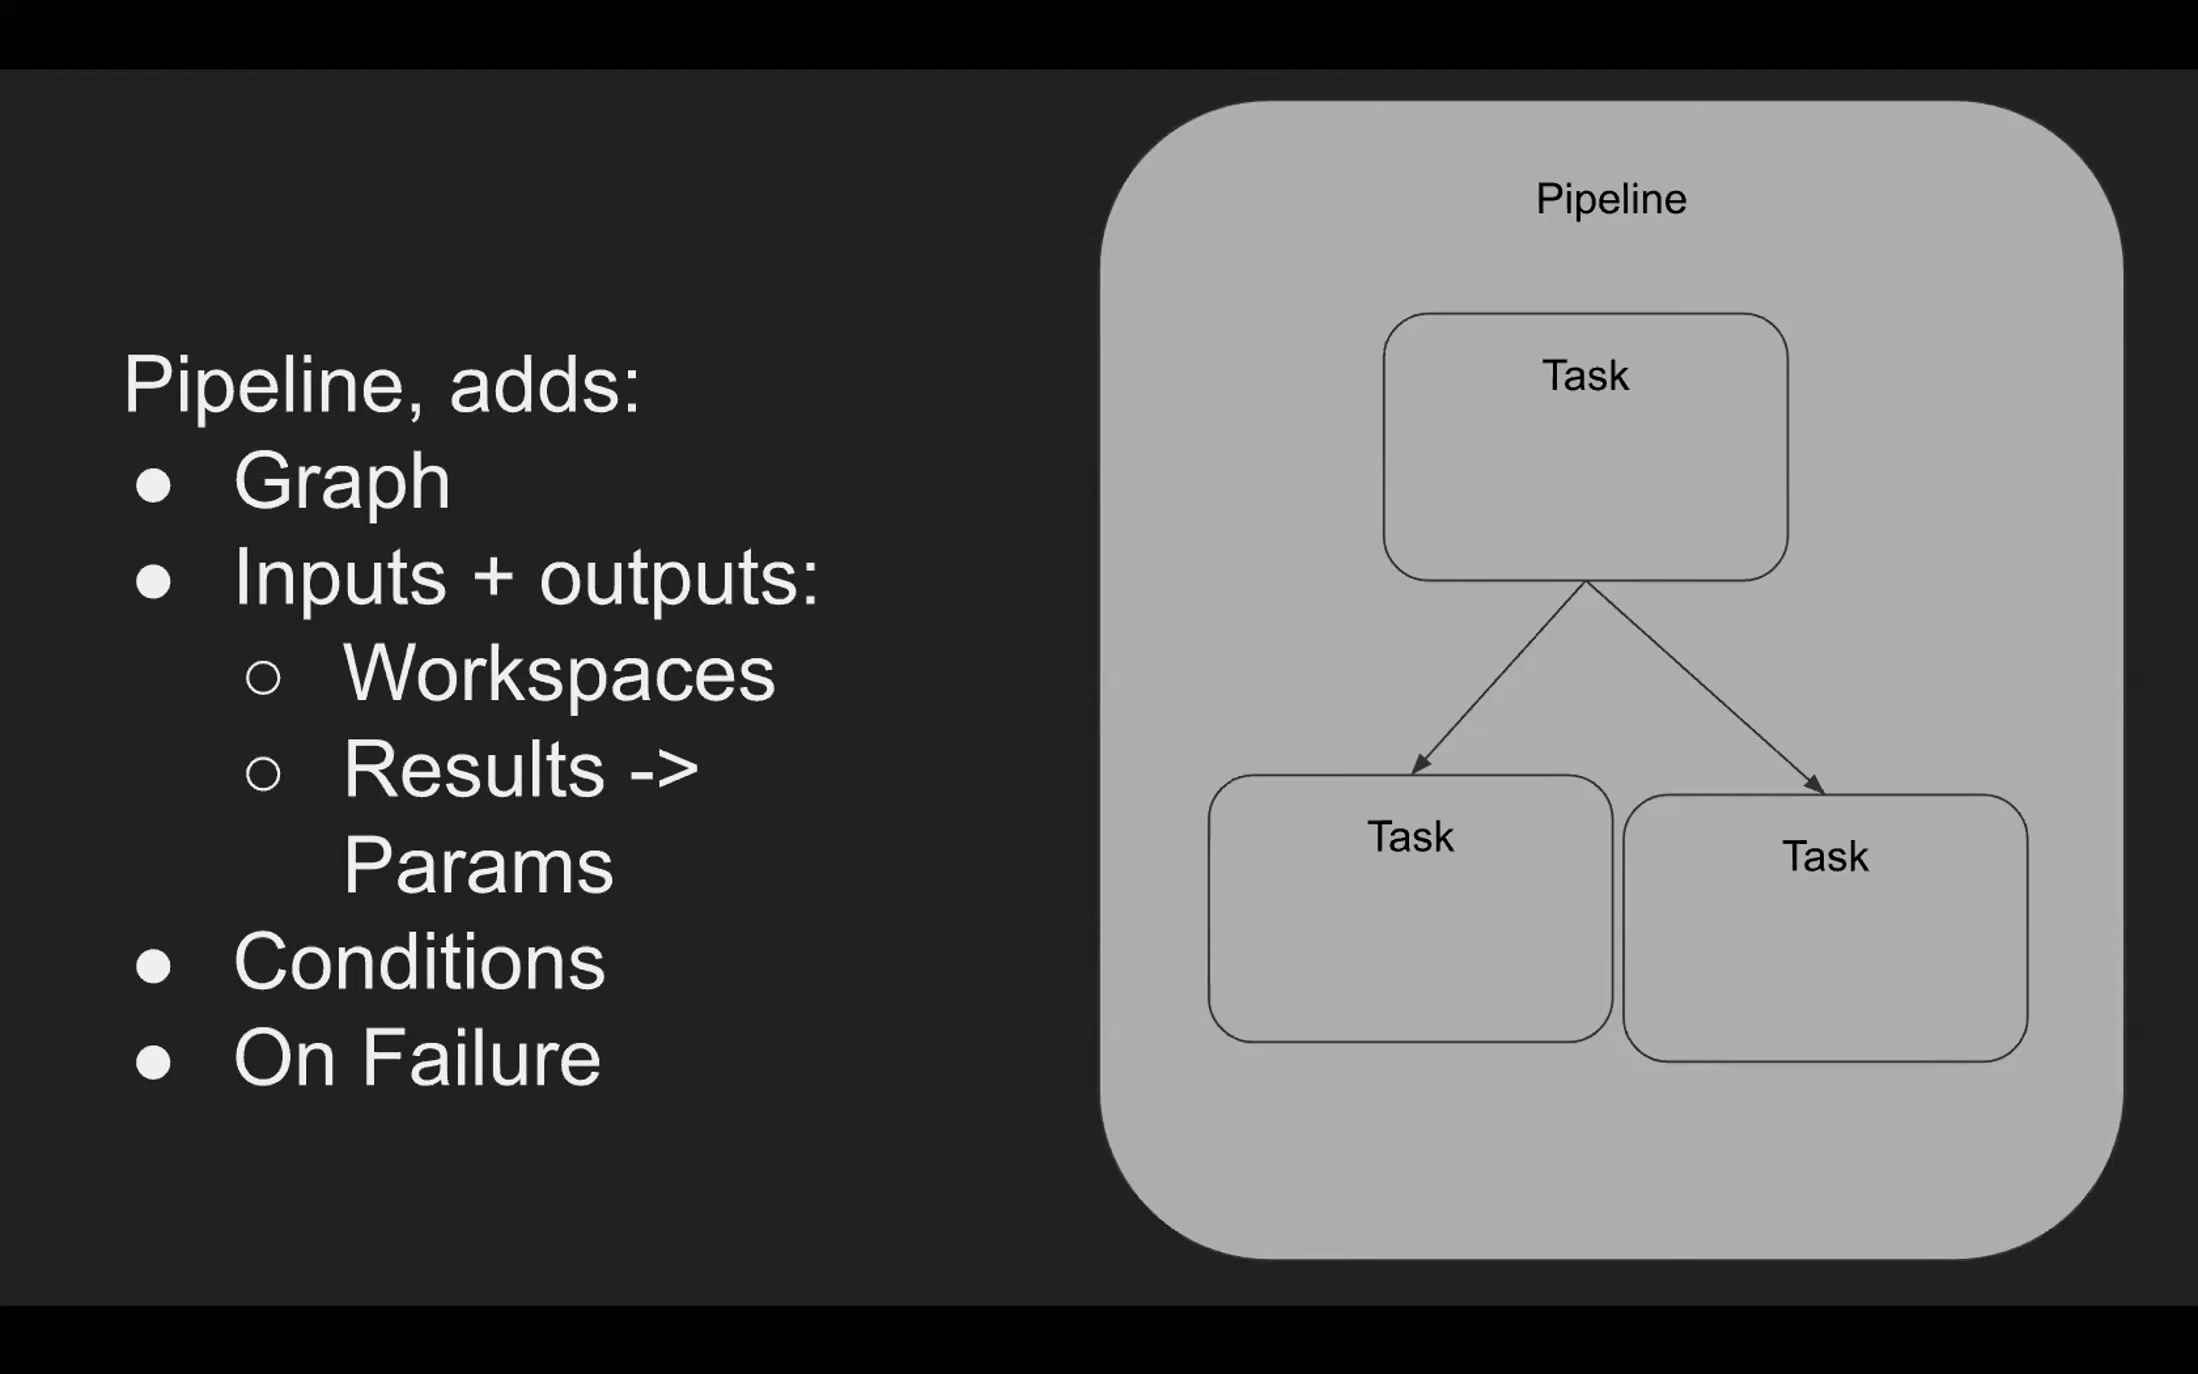 Pipeline, adds:
● Graph
● Inputs + outputs:
○ Workspaces
○ Results ->
Params
● Conditions
● On Failure
Pipeline
Task
Task
Task